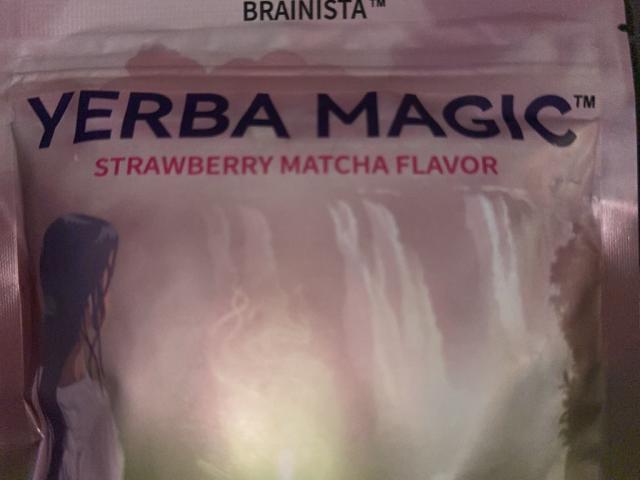 BRAINISTA™
YERBA MAGIC™
STRAWBERRY MATCHA FLAVOR